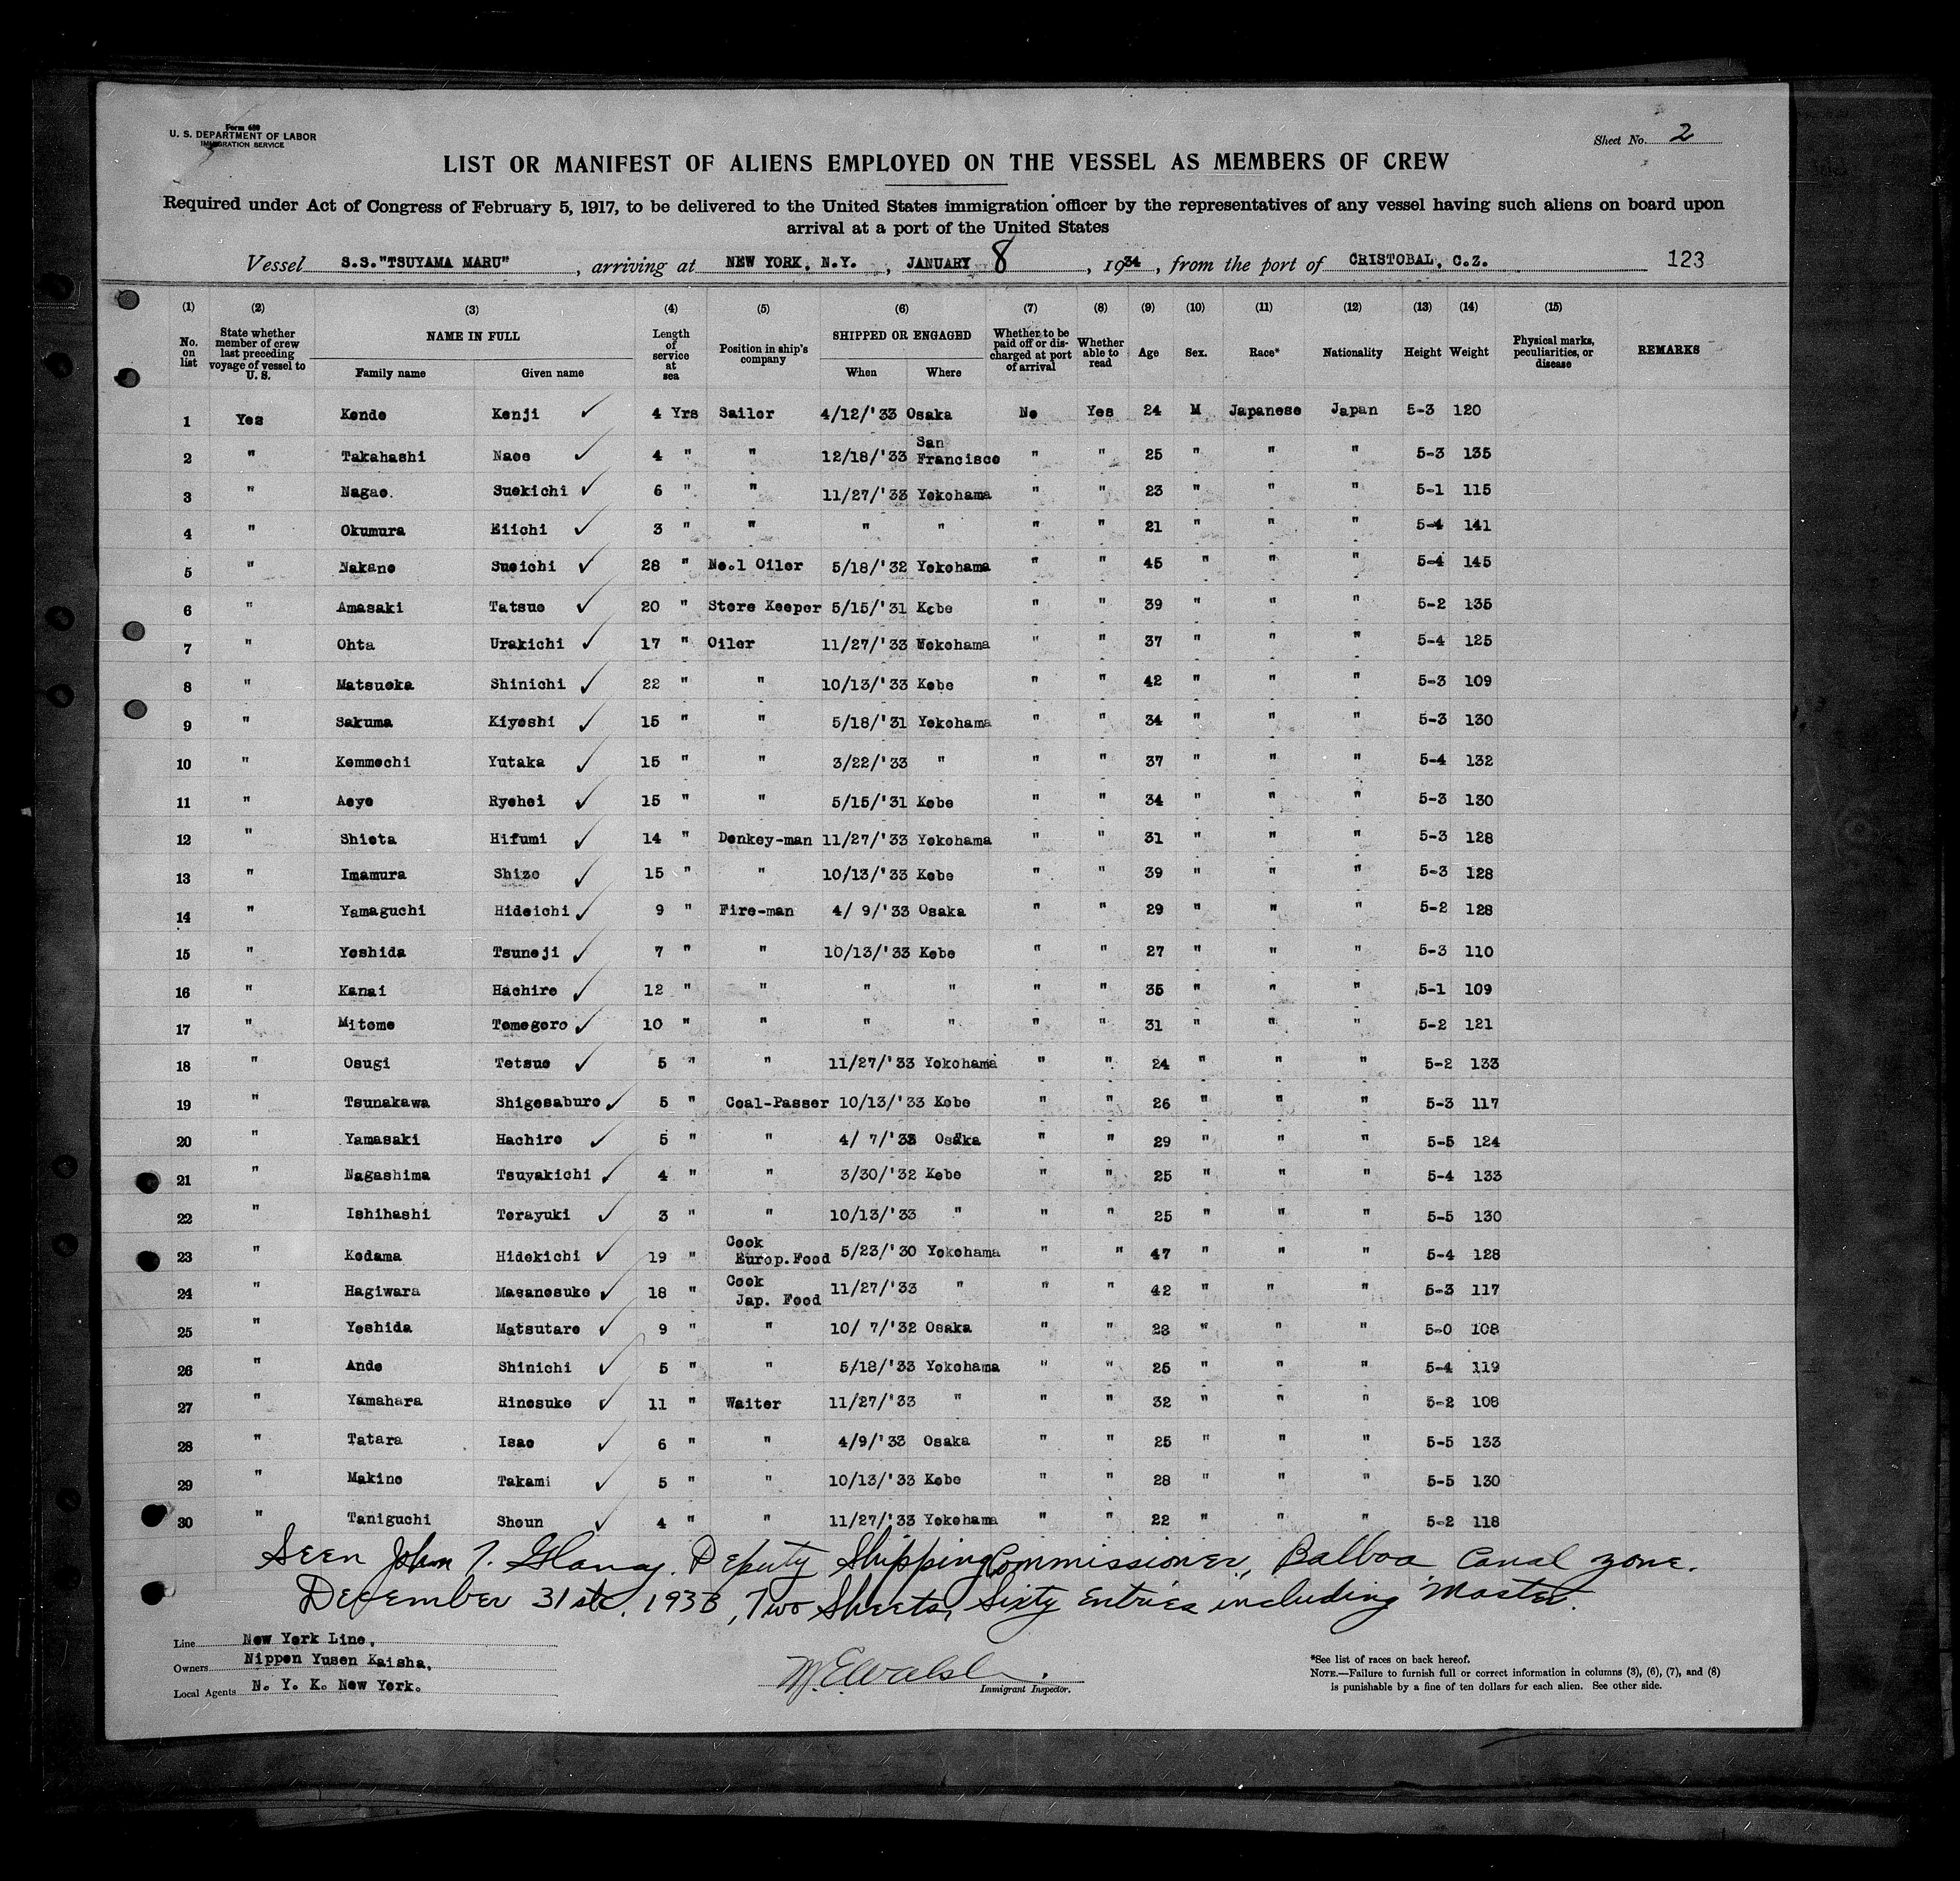 Form 680
U. S. DEPARTMENT OF LABOR
IMMIGRATION SERVICE
Sheet No. 2
LIST OR MANIFEST OF ALIENS EMPLOYED ON THE VESSEL AS MEMBERS OF CREW
Required under Act of Congress of February 5, 1917, to be delivered to the United States immigration officer by the representatives of any vessel having such aliens on board upon
arrival at a port of the United States
Vessel S.S."TSUYAMA MARU", arriving at NEW YORK, N.Y., JANUARY 8, 1934, from the port of CRISTOBAL, C.Z. 123
(1) (2) (3) (4) (5) (6) (7) (8) (9) (10) (11) (12) (13) (14) (15)
No. on list | State whether member of crew last preceding voyage of vessel to U. S. | NAME IN FULL Family name Given name | Length of service at sea | Position in ship's company | SHIPPED OR ENGAGED When Where | Whether to be paid off or discharged at port of arrival | Whether able to read | Age | Sex. | Race* | Nationality | Height | Weight | Physical marks, peculiarities, or disease | REMARKS
1 Yes Kondo Kenji ✓ 4 Yrs Sailor 4/12/'33 Osaka No Yes 24 M Japanese Japan 5-3 120
2 " Takahashi Naoe ✓ 4 " " 12/18/'33 San Francisco " " 25 " " " 5-3 135
3 " Nagao. Suekichi ✓ 6 " " 11/27/'33 Yokohama " " 23 " " " 5-1 115
4 " Okumura Eiichi ✓ 3 " " " " " " 21 " " " 5-4 141
5 " Nakano Sueichi ✓ 28 " No.1 Oiler 5/18/'32 Yokohama " " 45 " " " 5-4 145
6 " Amasaki Tatsuo ✓ 20 " Store Keeper 5/15/'31 Kobe " " 39 " " " 5-2 135
7 " Ohta Urakichi ✓ 17 " Oiler 11/27/'33 Yokohama " " 37 " " " 5-4 125
8 " Matsuoka Shinichi ✓ 22 " " 10/13/'33 Kobe " " 42 " " " 5-3 109
9 " Sakuma Kiyoshi ✓ 15 " " 5/18/'31 Yokohama " " 34 " " " 5-3 130
10 " Kemmochi Yutaka ✓ 15 " " 3/22/'33 " " " 37 " " " 5-4 132
11 " Aoyo Ryohei ✓ 15 " " 5/15/'31 Kobe " " 34 " " " 5-3 130
12 " Shiota Hifumi ✓ 14 " Donkey-man 11/27/'33 Yokohama " " 31 " " " 5-3 128
13 " Imamura Shizo ✓ 15 " " 10/13/'33 Kobe " " 39 " " " 5-3 128
14 " Yamaguchi Hideichi ✓ 9 " Fire-man 4/ 9/'33 Osaka " " 29 " " " 5-2 128
15 " Yoshida Tsuneji ✓ 7 " " 10/13/'33 Kobe " " 27 " " " 5-3 110
16 " Kanai Hachiro ✓ 12 " " " " " " 35 " " " 5-1 109
17 " Mitome Tomegoro ✓ 10 " " " " " " 31 " " " 5-2 121
18 " Osugi Tetsuo ✓ 5 " " 11/27/'33 Yokohama " " 24 " " " 5-2 133
19 " Tsunakawa Shigesaburo ✓ 5 " Coal-Passer 10/13/'33 Kobe " " 26 " " " 5-3 117
20 " Yamasaki Hachiro ✓ 5 " " 4/ 7/'33 Osaka " " 29 " " " 5-5 124
21 " Nagashima Tsuyakichi ✓ 4 " " 3/30/'32 Kobe " " 25 " " " 5-4 133
22 " Ishihashi Terayuki ✓ 3 " " 10/13/'33 " " " 25 " " " 5-5 130
23 " Kodama Hidekichi ✓ 19 " Cook Europ.Food 5/23/'30 Yokohama " " 47 " " " 5-4 128
24 " Hagiwara Masanosuke ✓ 18 " Cook Jap. Food 11/27/'33 " " " 42 " " " 5-3 117
25 " Yoshida Matsutaro ✓ 9 " " 10/ 7/'32 Osaka " " 28 " " " 5-0 108
26 " Ando Shinichi ✓ 5 " " 5/18/'33 Yokohama " " 25 " " " 5-4 119
27 " Yamahara Rinosuke ✓ 11 " Waiter 11/27/'33 " " " 32 " " " 5-2 108
28 " Tatara Isao ✓ 6 " " 4/9/'33 Osaka " " 25 " " " 5-5 133
29 " Makino Takami ✓ 5 " " 10/13/'33 Kobe " " 28 " " " 5-5 130
30 " Taniguchi Shoun ✓ 4 " " 11/27/'33 Yokohama " " 22 " " " 5-2 118
Seen John Deputy Shipping Commissioner, Balboa Canal Zone.
December 31st, 1933, Two Sheets, Sixty Entries including Master.
Line New York Line.
Owners Nippon Yusen Kaisha.
Local Agents N. Y. K. New York.
M.E. Walsh.
Immigrant Inspector.
*See list of races on back hereof.
NOTE.—Failure to furnish full or correct information in columns (3), (6), (7), and (8)
is punishable by a fine of ten dollars for each alien. See other side.